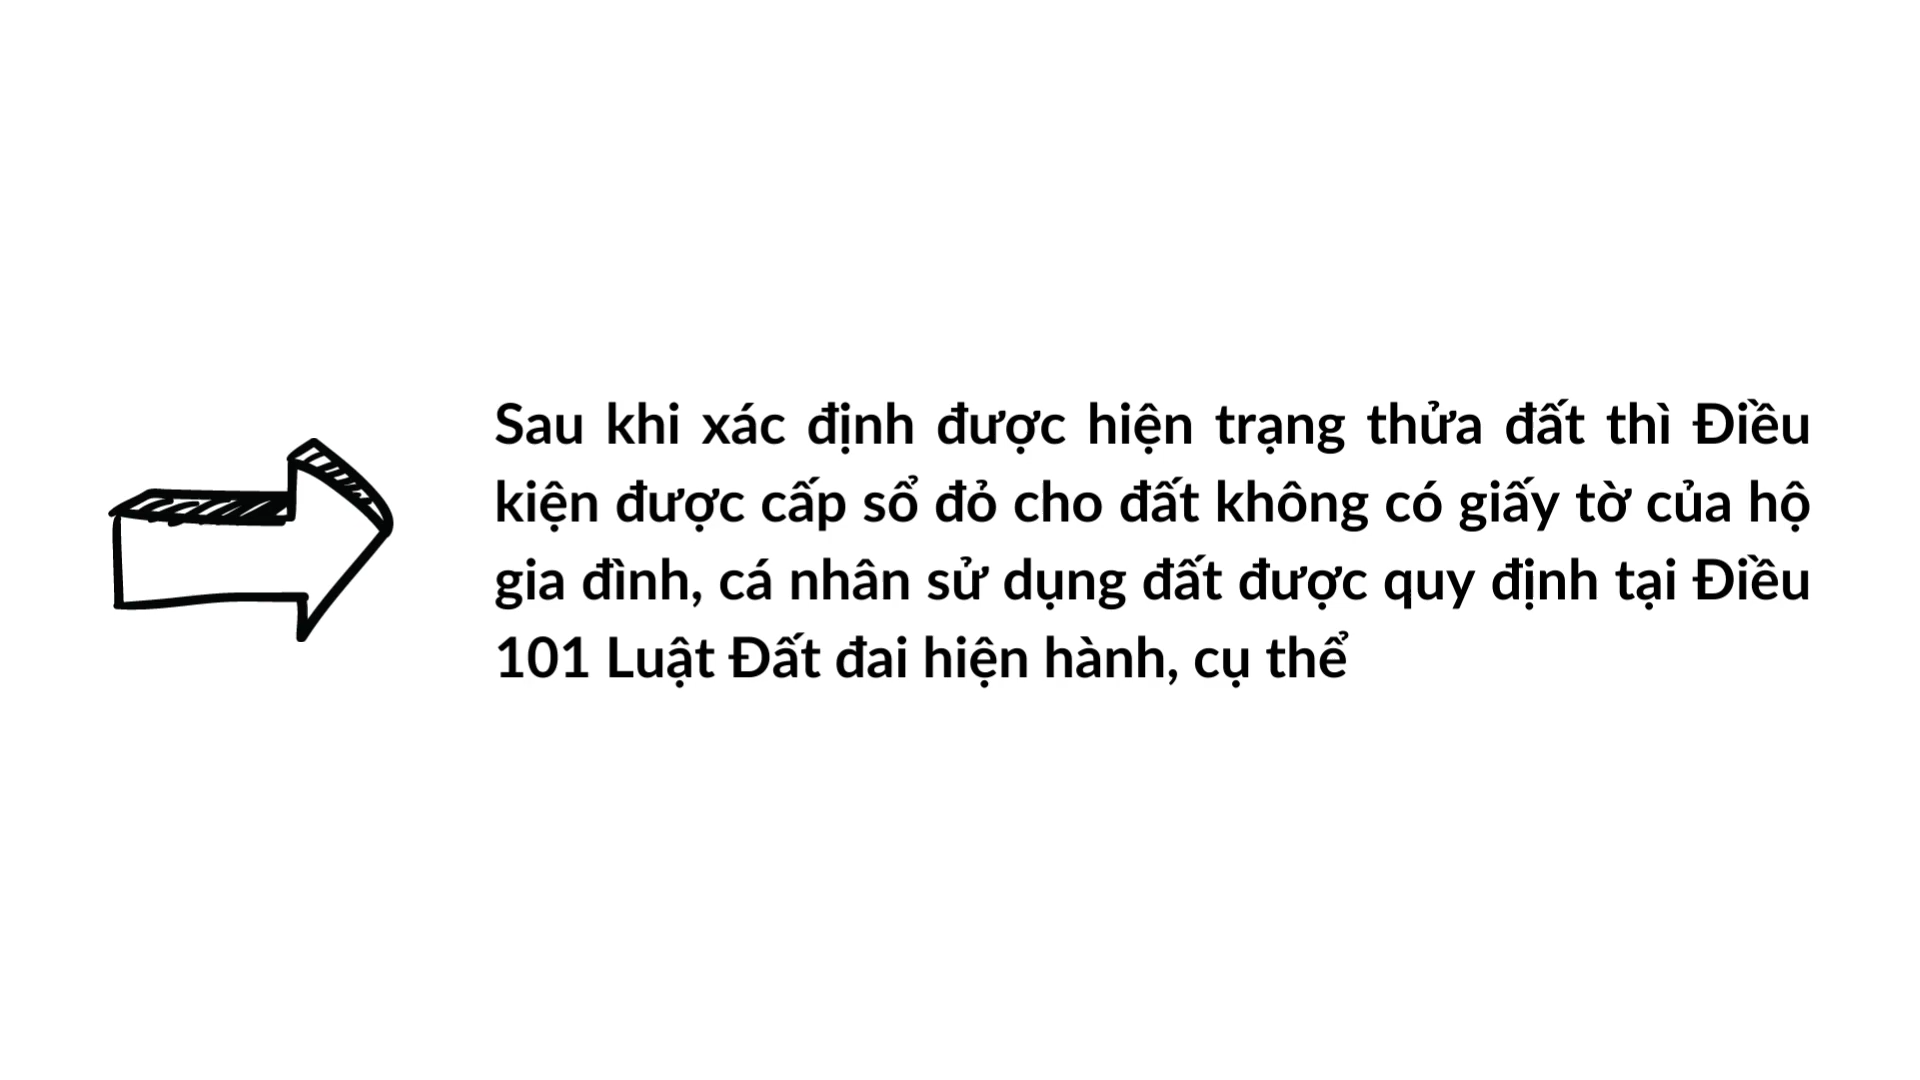 Sau khi xác định được hiện trạng thửa đất thì Điều
kiện được cấp sổ đỏ cho đất không có giấy tờ của hộ
gia đình, cá nhân sử dụng đất được quy định tại Điều
101 Luật Đất đai hiện hành, cụ thể